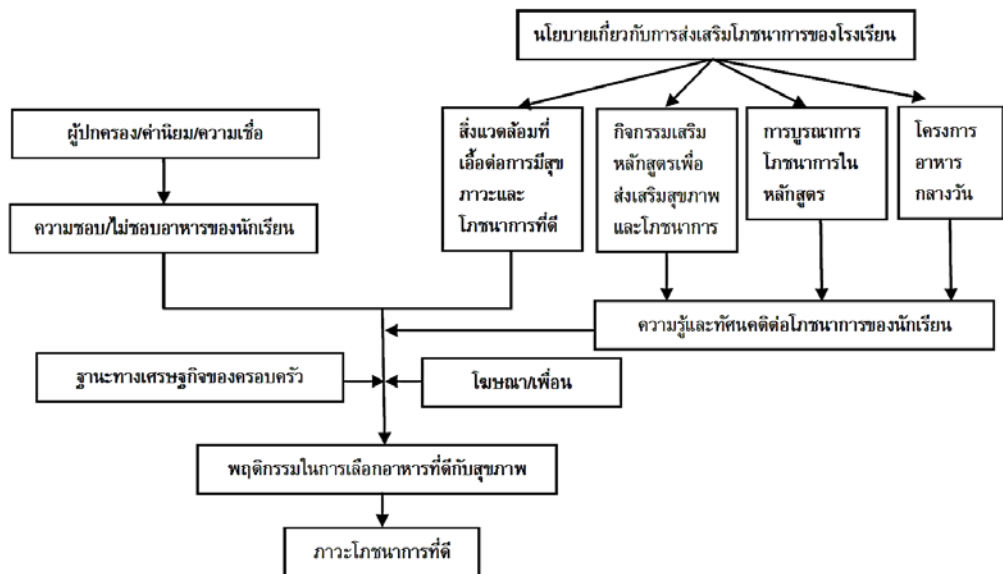 นโยบายเกี่ยวกับการส่งเสริมโภชนาการของโรงเรียน
ผู้ปกครอง/ค่านิยม/ความเชื่อ
ความชอบ/ไม่ชอบอาหารของนักเรียน
สิ่งแวดล้อมที่
เอื้อต่อการมีสุข
ภาวะและ
โภชนาการที่ดี
กิจกรรมเสริม
หลักสูตรเพื่อ
ส่งเสริมสุขภาพ
และโภชนาการ
การบูรณาการ
โภชนาการใน
หลักสูตร
โครงการ
อาหาร
กลางวัน
ความรู้และทัศนคติต่อโภชนาการของนักเรียน
ฐานะทางเศรษฐกิจของครอบครัว
โฆษณา/เพื่อน
พฤติกรรมในการเลือกอาหารที่ดีกับสุขภาพ
ภาวะโภชนาการที่ดี